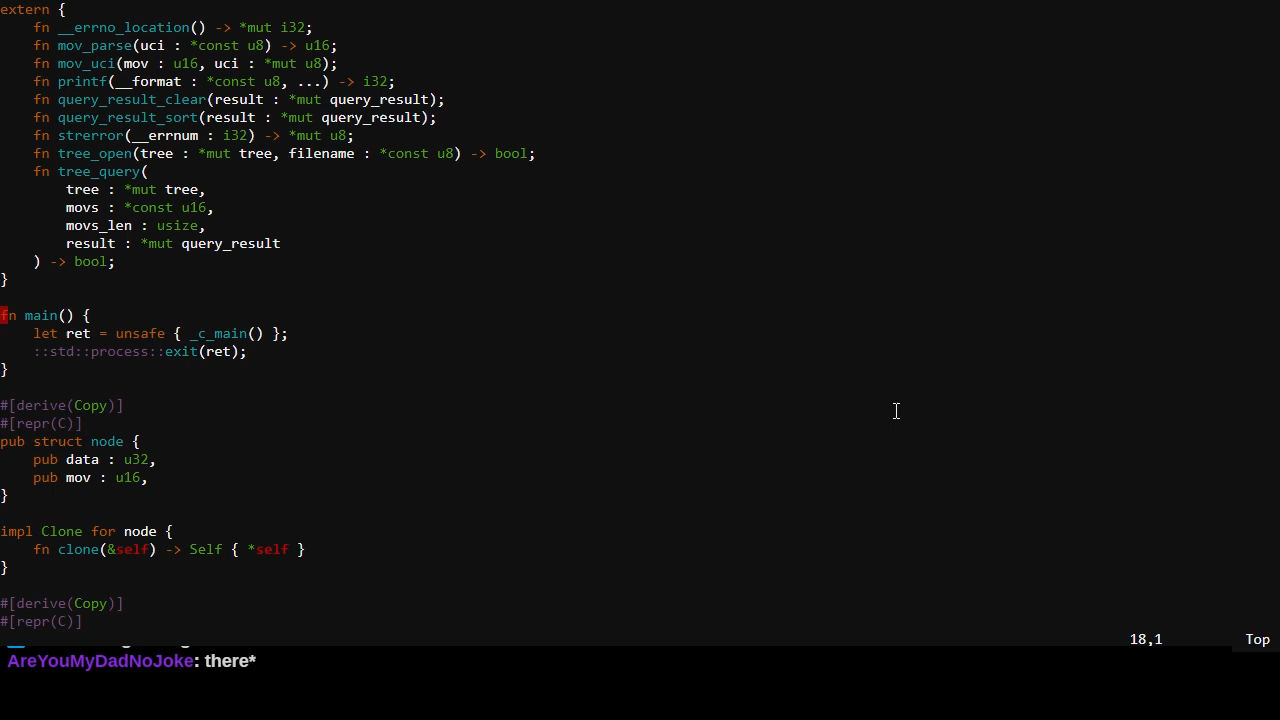 extern {
    fn __errno_location() -> *mut i32;
    fn mov_parse(uci : *const u8) -> u16;
    fn mov_uci(mov : u16, uci : *mut u8);
    fn printf(__format : *const u8, ...) -> i32;
    fn query_result_clear(result : *mut query_result);
    fn query_result_sort(result : *mut query_result);
    fn strerror(__errnum : i32) -> *mut u8;
    fn tree_open(tree : *mut tree, filename : *const u8) -> bool;
    fn tree_query(
        tree : *mut tree,
        movs : *const u16,
        movs_len : usize,
        result : *mut query_result
    ) -> bool;
}
fn main() {
    let ret = unsafe { _c_main() };
    ::std::process::exit(ret);
}
#[derive(Copy)]
#[repr(C)]
pub struct node {
    pub data : u32,
    pub mov : u16,
}
impl Clone for node {
    fn clone(&self) -> Self { *self }
}
#[derive(Copy)]
#[repr(C)]
18,1 Top
AreYouMyDadNoJoke: there*